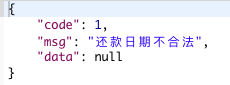 {
    "code": 1,
    "msg": "还款日期不合法",
    "data": null
}